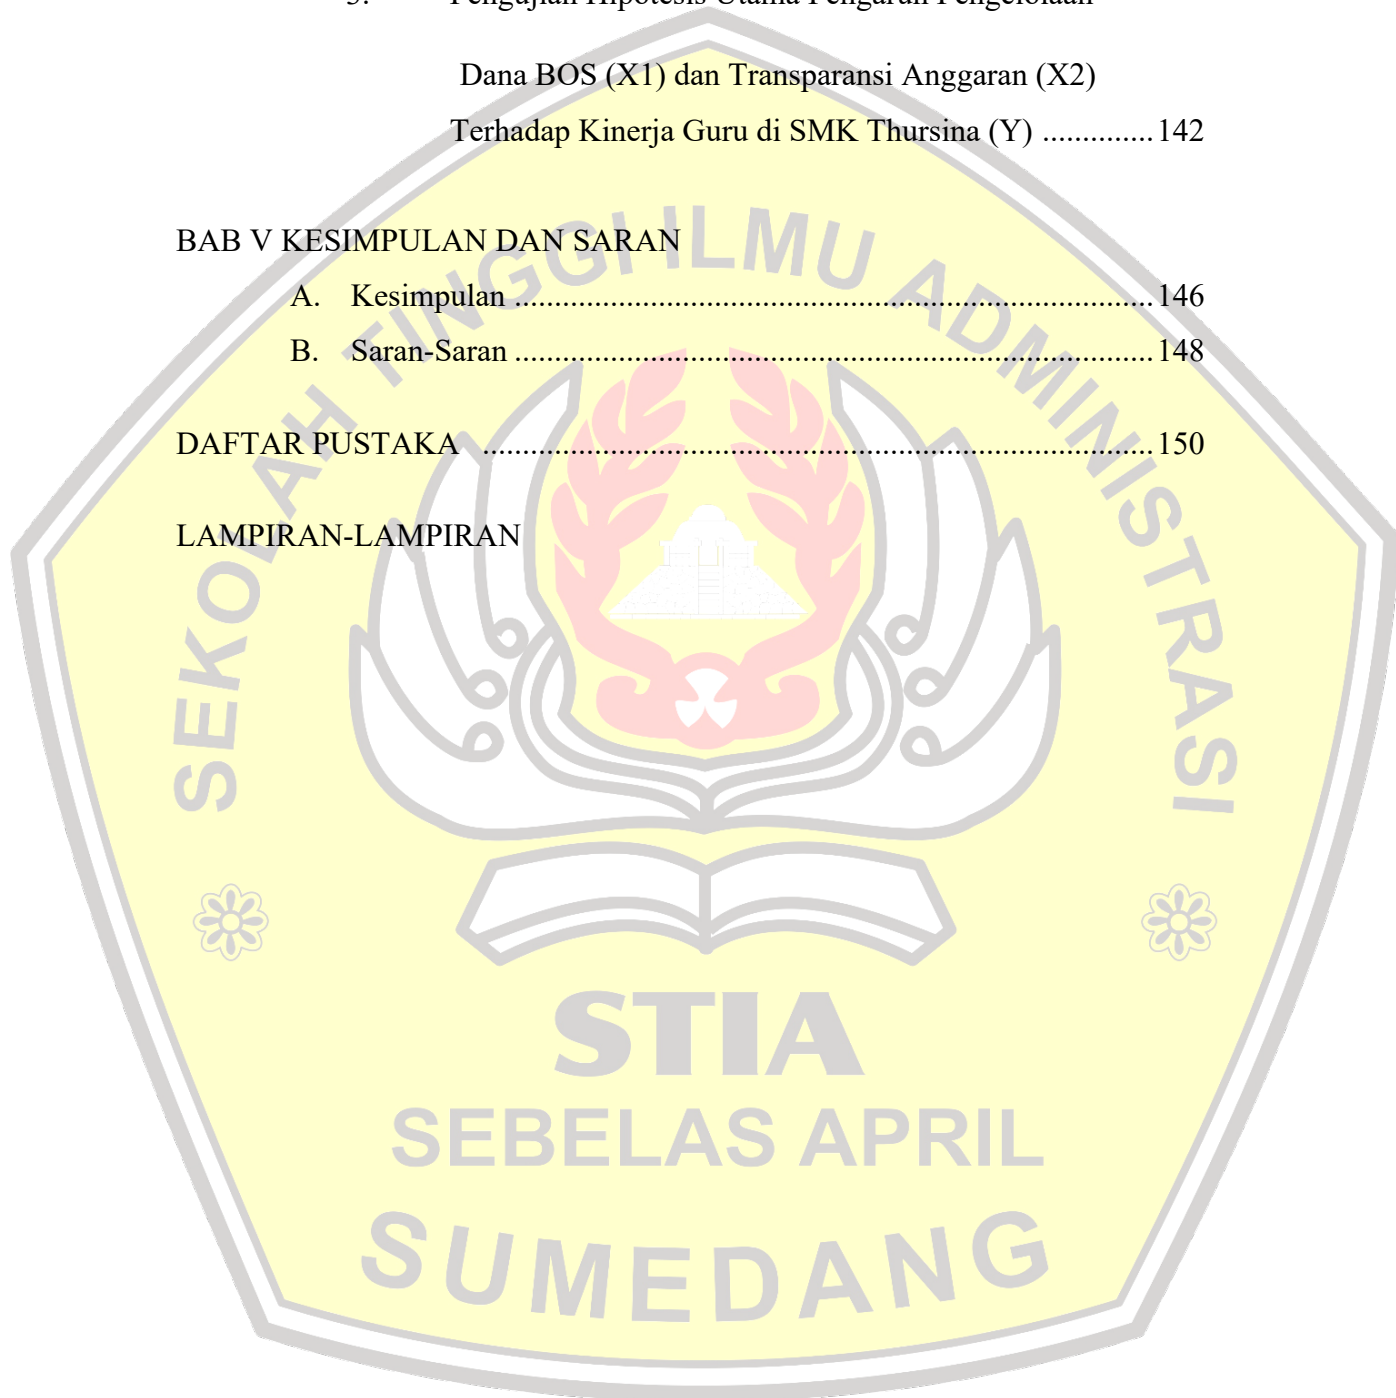 Dana BOS (X1) dan Transparansi Anggaran (X2)
Terhadap Kinerja Guru di SMK Thursina (Y) .............. 142
BAB V KESIMPULAN DAN SARAN
A. Kesimpulan .................................................................................... 146
B. Saran-Saran .................................................................................... 148
DAFTAR PUSTAKA .................................................................................... 150
LAMPIRAN-LAMPIRAN
SEKOLAH TINGGI ILMU ADMINISTRASI
STIA
SEBELAS APRIL
SUMEDANG